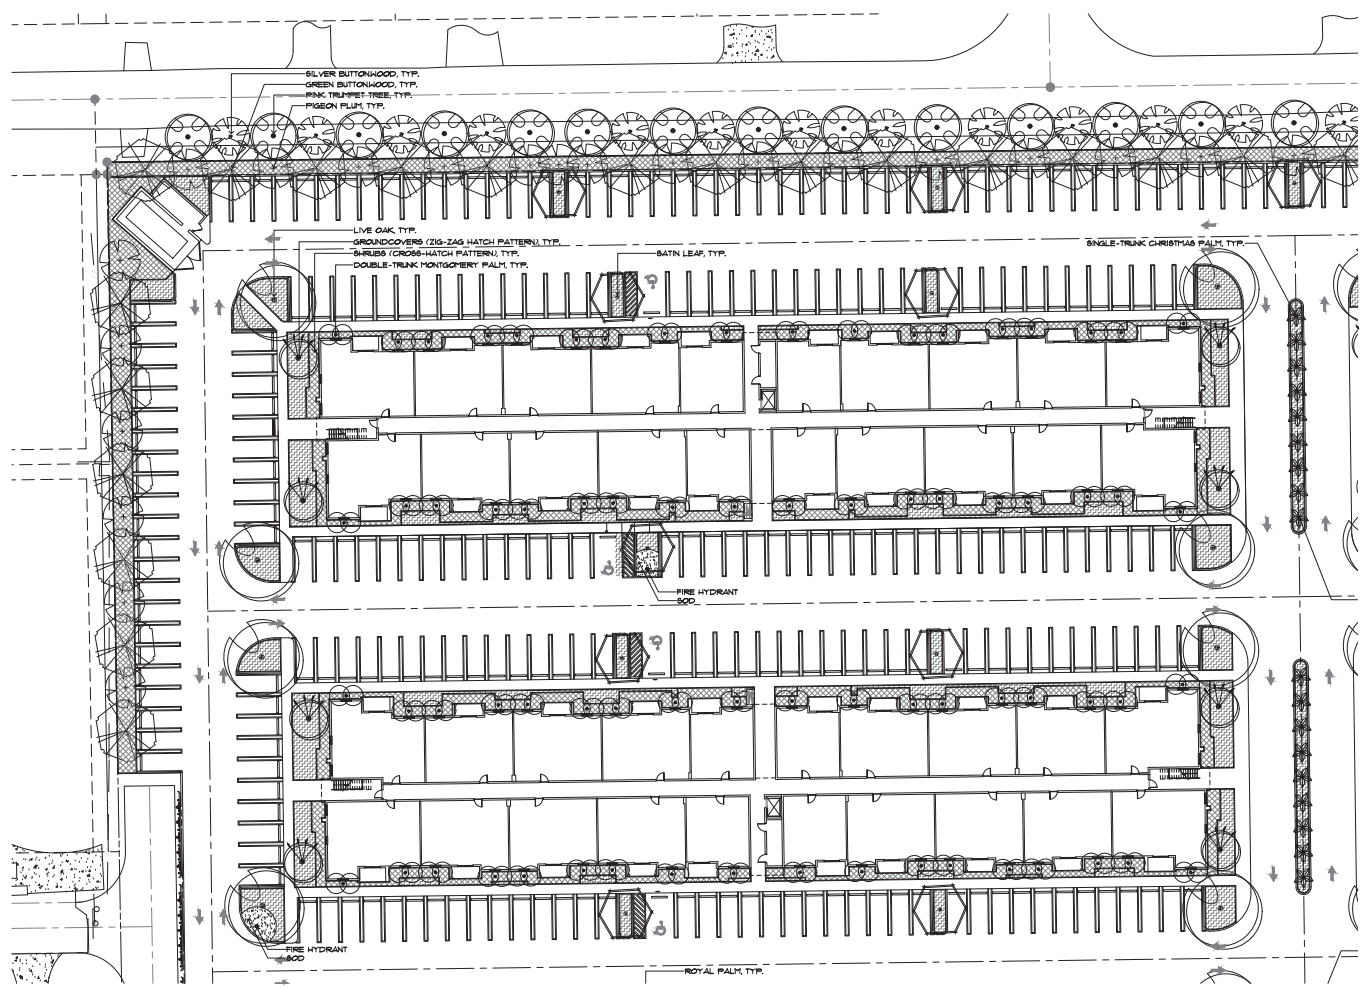 SILVER BUTTONWOOD, TYP.
GREEN BUTTONWOOD, TYP.
PINK TRUMPET TREE, TYP.
PIGEON PLUM, TYP.
LIVE OAK, TYP.
GROUNDCOVERS (ZIG-ZAG HATCH PATTERN), TYP.
SHRUBS (CROSS-HATCH PATTERN), TYP.
DOUBLE-TRUNK MONTGOMERY PALM, TYP.
SATIN LEAF, TYP.
SINGLE-TRUNK CHRISTMAS PALM, TYP.
FIRE HYDRANT
SOD
FIRE HYDRANT
SOD
ROYAL PALM, TYP.